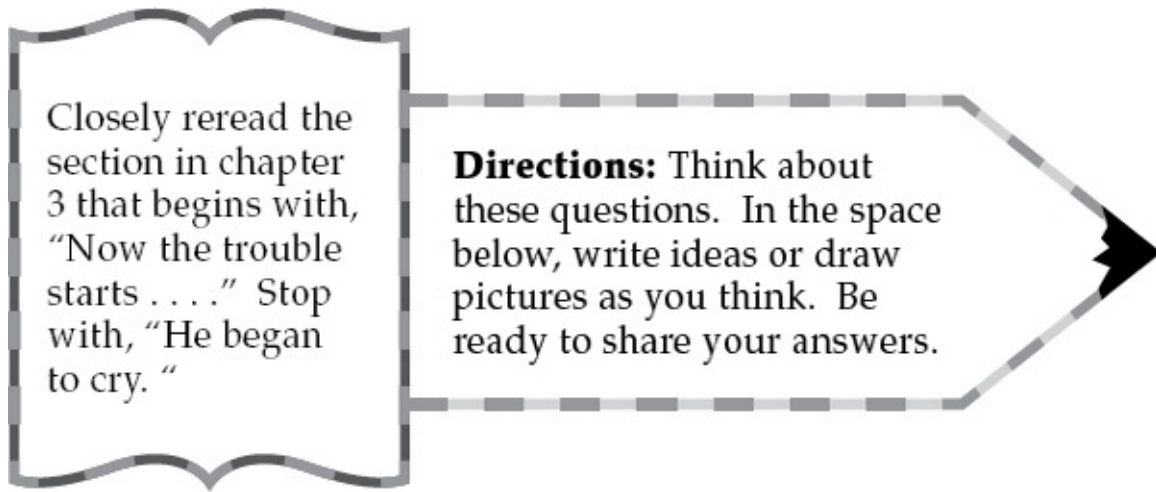 Closely reread the
section in chapter
3 that begins with,
“Now the trouble
starts . . . .”  Stop
with, “He began
to cry. “
Directions: Think about
these questions.  In the space
below, write ideas or draw
pictures as you think.  Be
ready to share your answers.